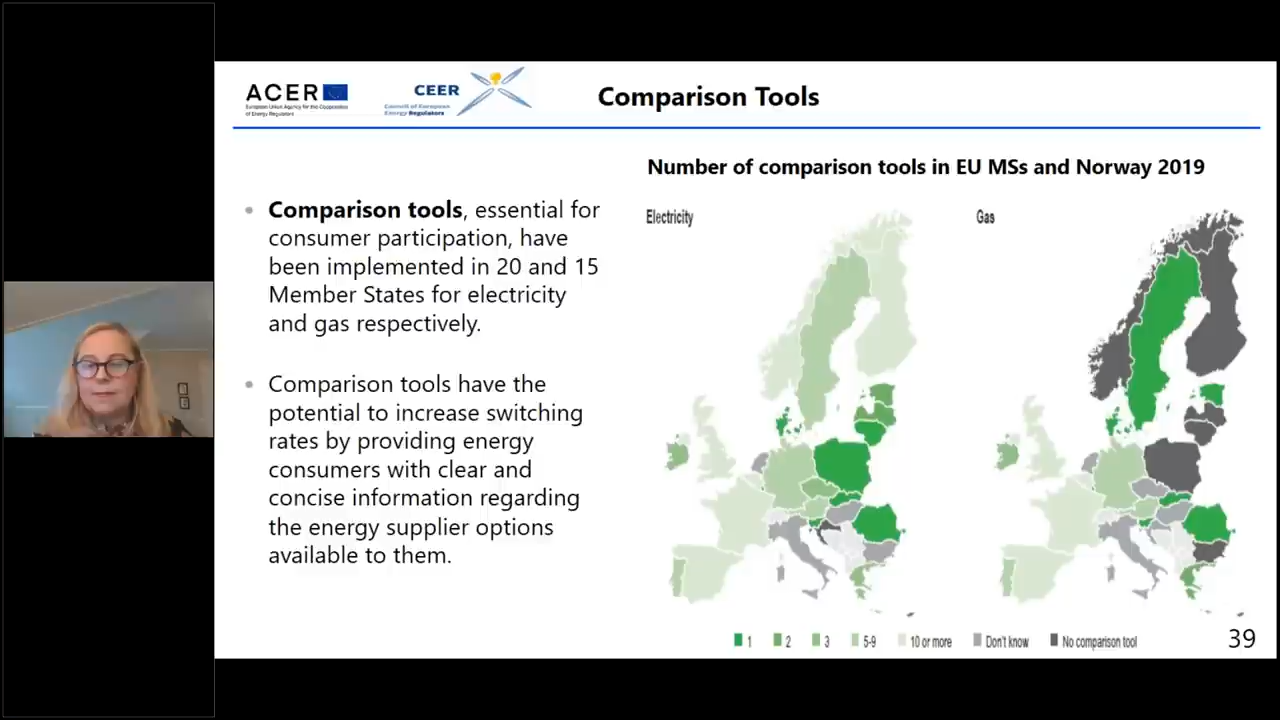 ACER
European Union Agency for the Cooperation
of Energy Regulators
CEER
Council of European
Energy Regulators
Comparison Tools
Number of comparison tools in EU MSs and Norway 2019
• Comparison tools, essential for
consumer participation, have
been implemented in 20 and 15
Member States for electricity
and gas respectively.
• Comparison tools have the
potential to increase switching
rates by providing energy
consumers with clear and
concise information regarding
the energy supplier options
available to them.
Electricity
Gas
1 2 3 5-9 10 or more Don't know No comparison tool
39